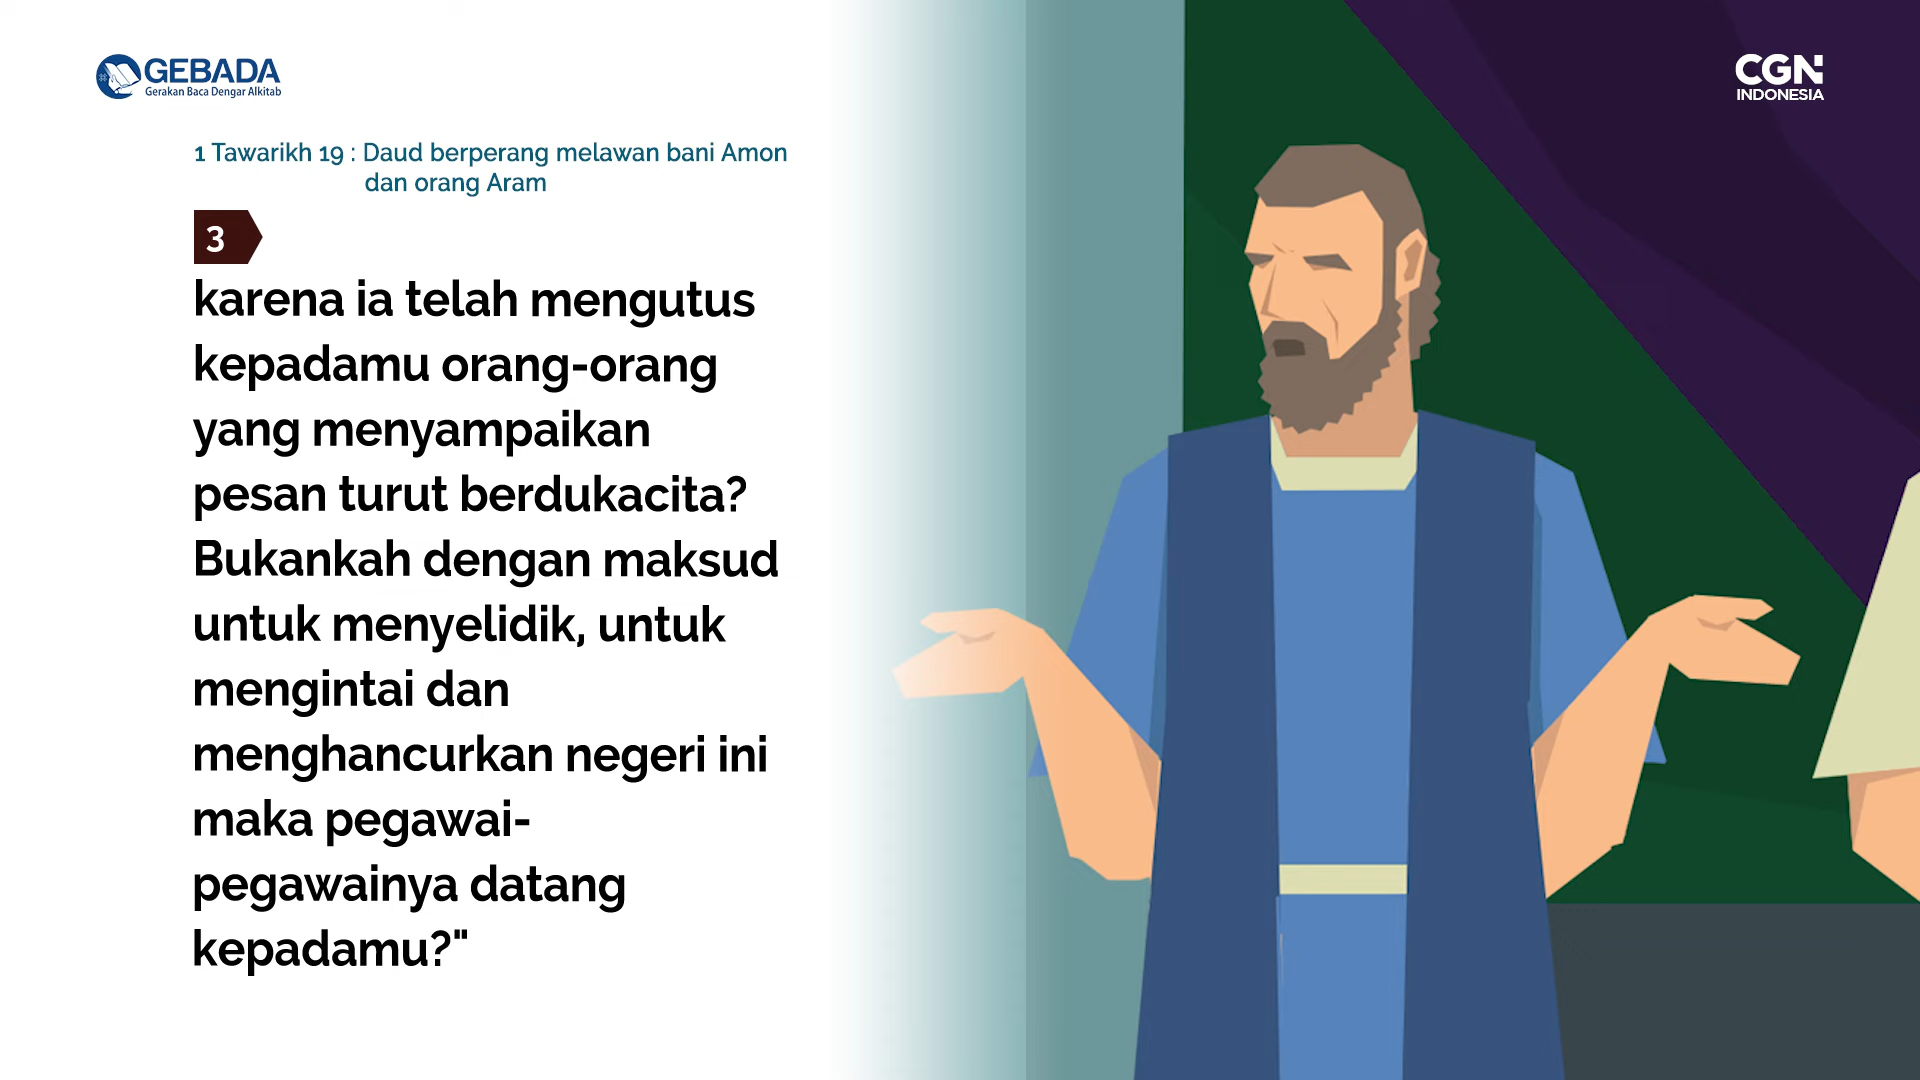 GEBADA
Gerakan Baca Dengar Alkitab
CGN
INDONESIA
1 Tawarikh 19 : Daud berperang melawan bani Amon
dan orang Aram
3
karena ia telah mengutus
kepadamu orang-orang
yang menyampaikan
pesan turut berdukacita?
Bukankah dengan maksud
untuk menyelidik, untuk
mengintai dan
menghancurkan negeri ini
maka pegawai-
pegawainya datang
kepadamu?"